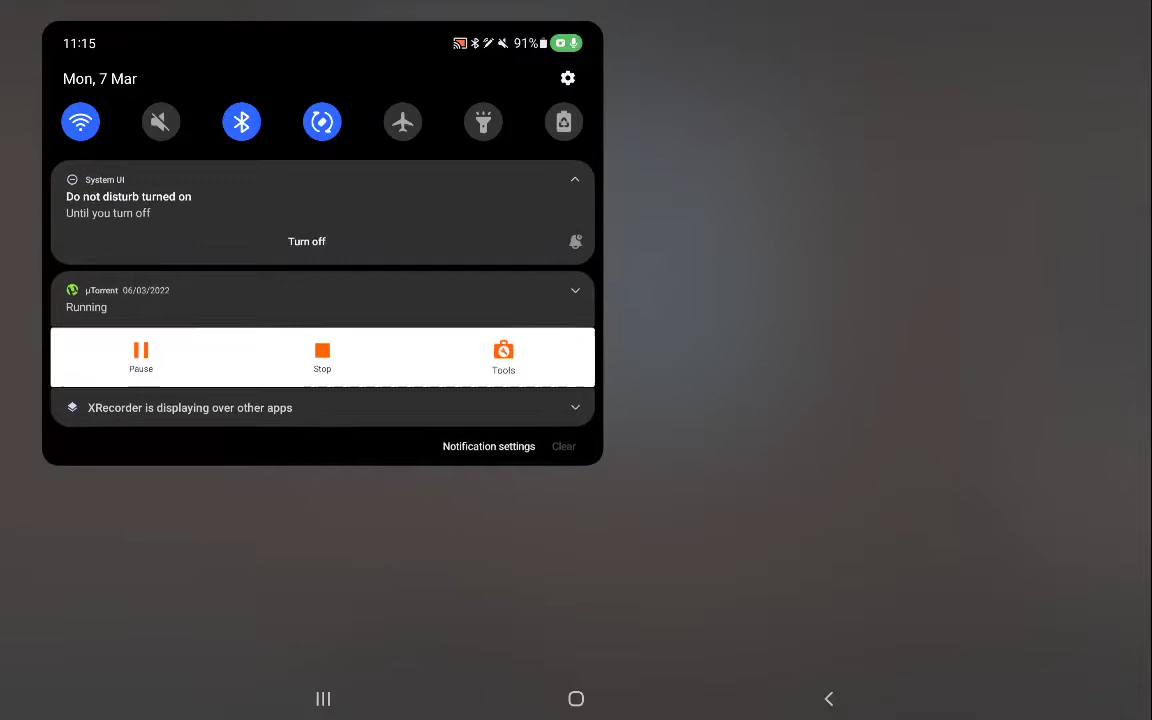 11:15
91%
Mon, 7 Mar
System UI
Do not disturb turned on
Until you turn off
Turn off
µTorrent 06/03/2022
Running
Pause Stop Tools
XRecorder is displaying over other apps
Notification settings Clear